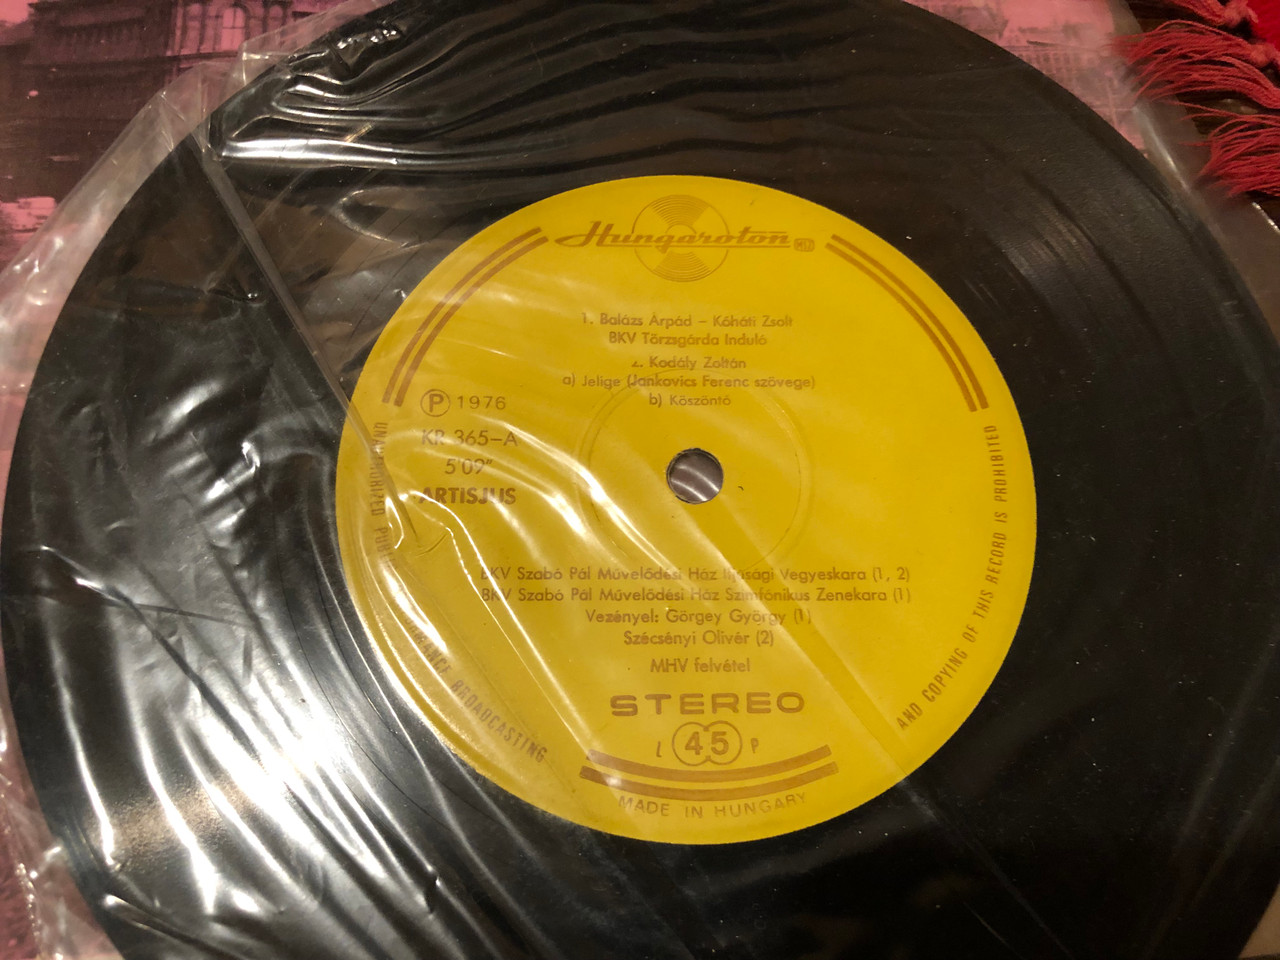 Hungaroton
1. Balázs Árpád – Kőháti Zsolt
BKV Törzsgárda Induló
2. Kodály Zoltán
a) Jelige (Jankovics Ferenc szövege)
b) Köszöntő
Ⓟ 1976
KR 365–A
5'09"
ARTISJUS
BKV Szabó Pál Művelődési Ház Ifjúsági Vegyeskara (1, 2)
BKV Szabó Pál Művelődési Ház Szimfónikus Zenekara (1)
Vezényel: Görgey György (1)
Szécsényi Olivér (2)
MHV felvétel
STEREO
L 45 P
MADE IN HUNGARY
BROADCASTING
AND COPYING OF THIS RECORD IS PROHIBITED